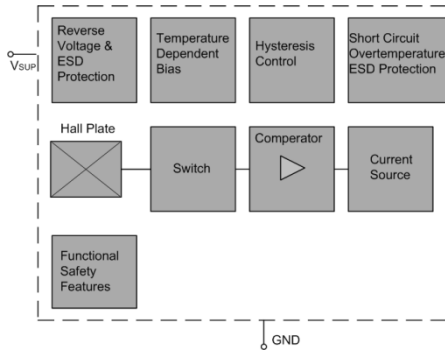 Reverse
Voltage &
ESD
Protection
Temperature
Dependent
Bias
Hysteresis
Control
Short Circuit
Overtemperature
ESD Protection
VSUP
Hall Plate
Switch
Comperator
Current
Source
Functional
Safety
Features
GND